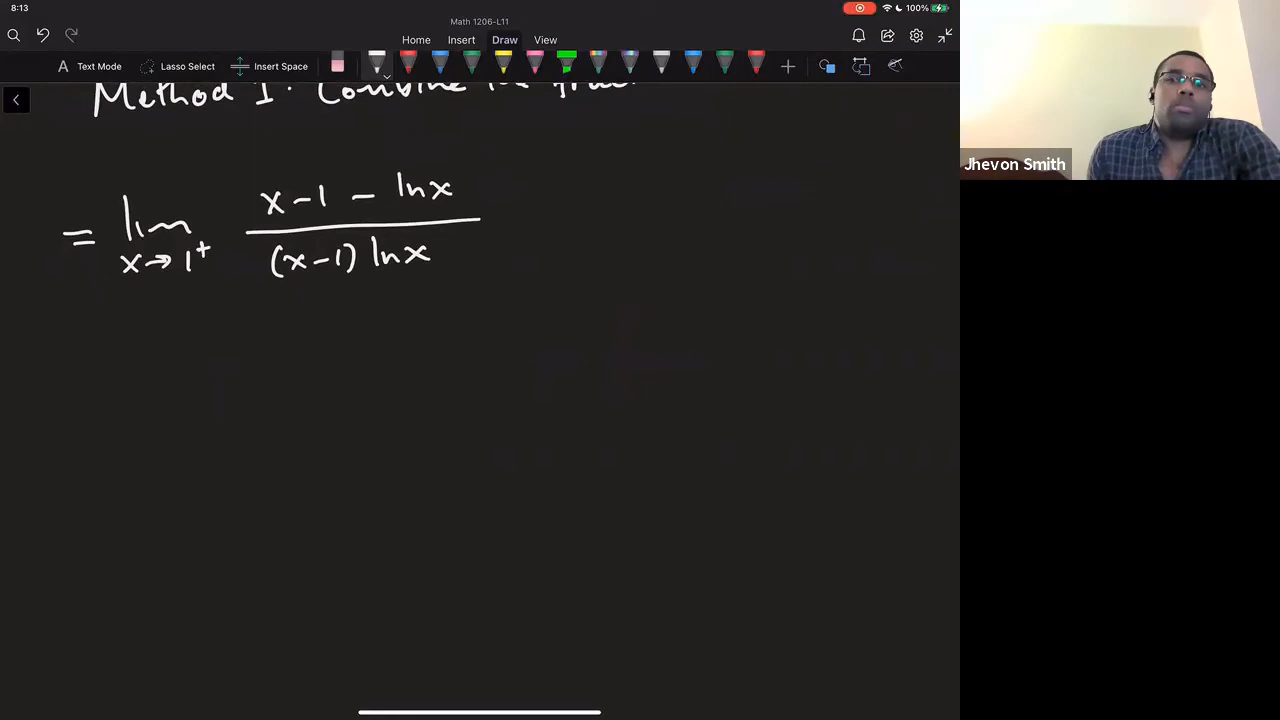 8:13
100%
Math 1206-L11
Home Insert Draw View
Text Mode Lasso Select Insert Space
Method I. Combine
= lim x→1⁺ (x-1 - ln x) / ((x-1) ln x)
Jhevon Smith